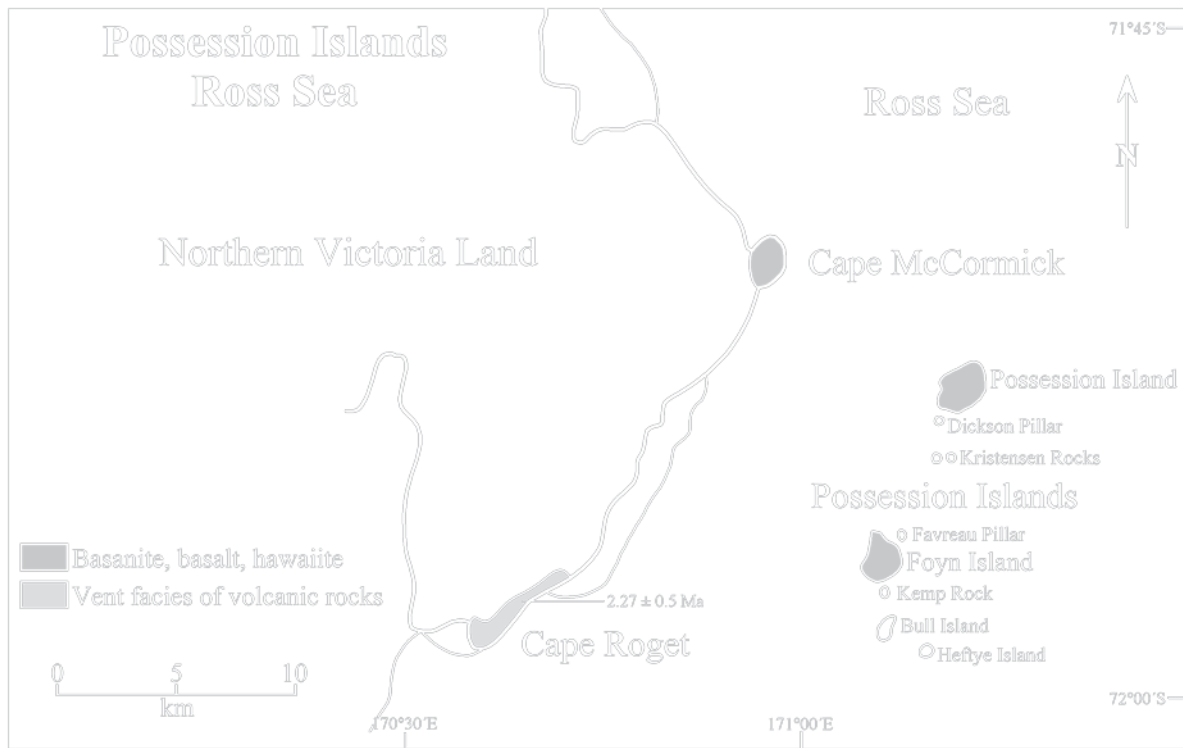 Possession Islands
Ross Sea
71°45´S
Ross Sea
N
Northern Victoria Land
Cape McCormick
Possession Island
Dickson Pillar
Kristensen Rocks
Possession Islands
Favreau Pillar
Foyn Island
Kemp Rock
Bull Island
Heftye Island
Basanite, basalt, hawaiite
Vent facies of volcanic rocks
2.27 ± 0.5 Ma
Cape Roget
0 5 10
km
170°30´E
171°00´E
72°00´S